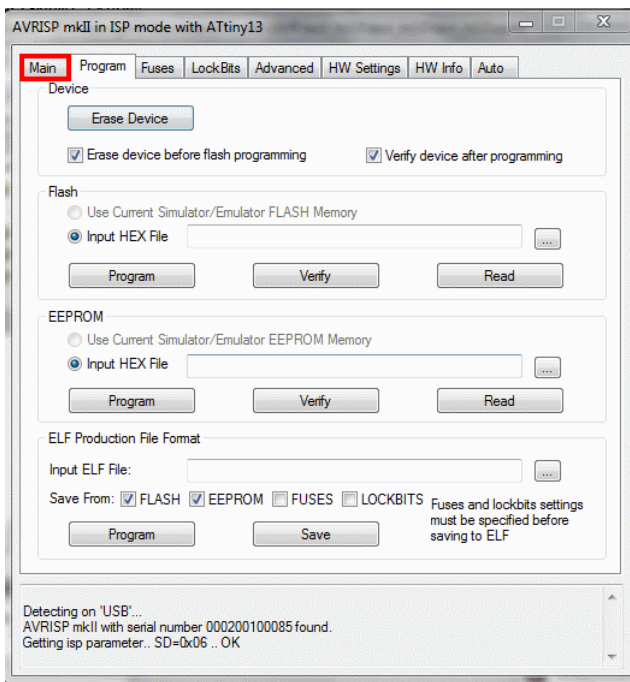 AVRISP mkII in ISP mode with ATtiny13
Main Program Fuses LockBits Advanced HW Settings HW Info Auto
Device
Erase Device
Erase device before flash programming Verify device after programming
Flash
Use Current Simulator/Emulator FLASH Memory
Input HEX File ...
Program Verify Read
EEPROM
Use Current Simulator/Emulator EEPROM Memory
Input HEX File ...
Program Verify Read
ELF Production File Format
Input ELF File: ...
Save From: FLASH EEPROM FUSES LOCKBITS Fuses and lockbits settings
must be specified before
Program Save saving to ELF
Detecting on 'USB'...
AVRISP mkII with serial number 000200100085 found.
Getting isp parameter.. SD=0x06 .. OK